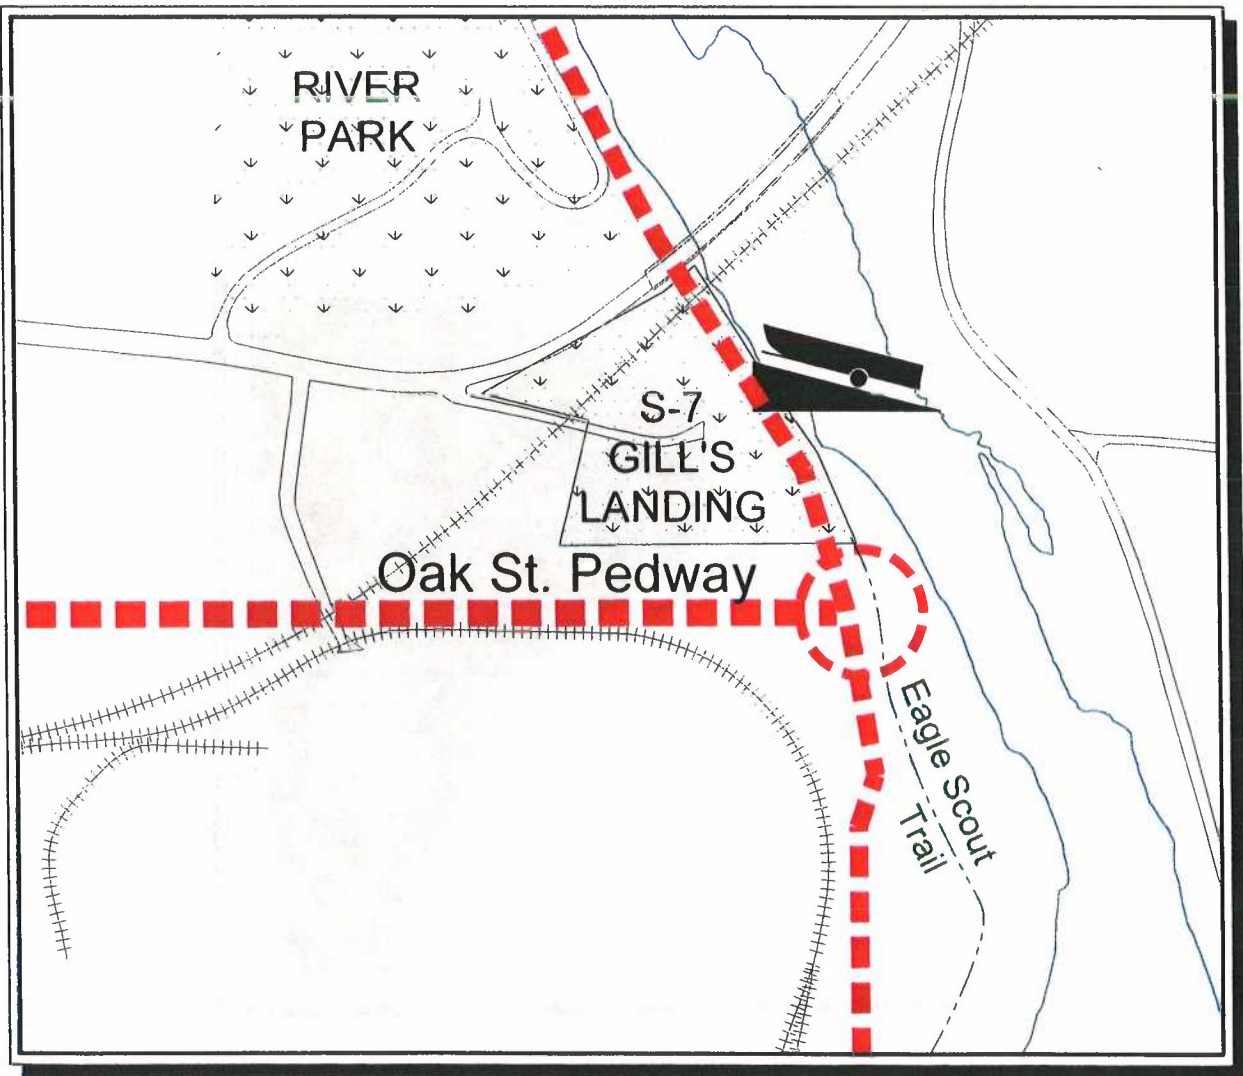 RIVER
PARK
S-7
GILL'S
LANDING
Oak St. Pedway
Eagle Scout
Trail